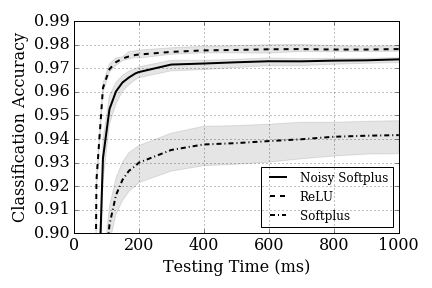 0.99
0.98
0.97
0.96
0.95
0.94
0.93
0.92
0.91
0.90
Classification Accuracy
Noisy Softplus
ReLU
Softplus
0 200 400 600 800 1000
Testing Time (ms)